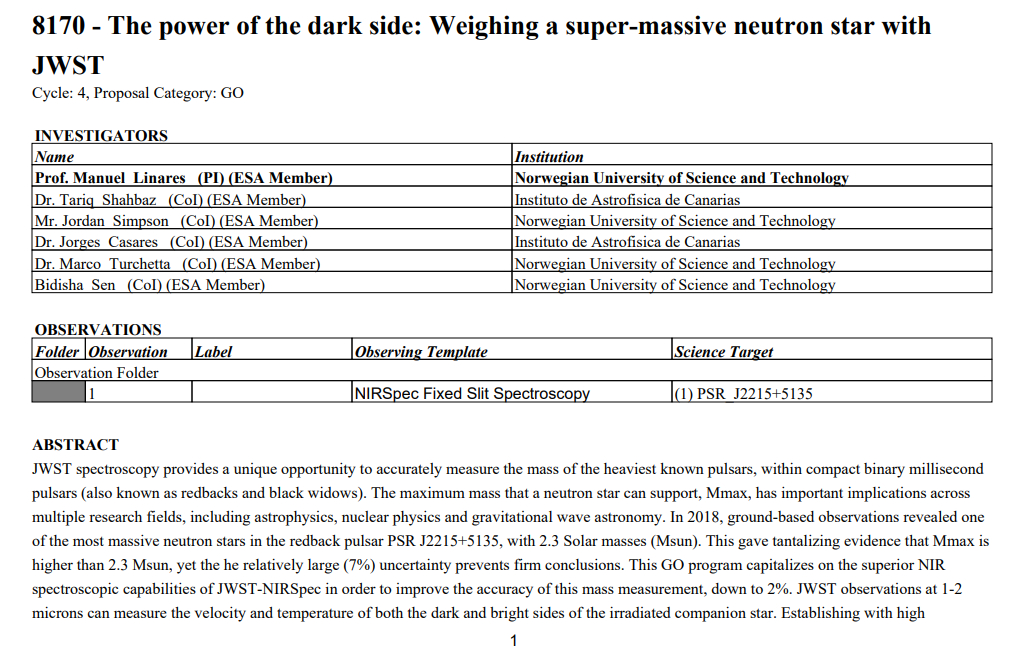 8170 - The power of the dark side: Weighing a super-massive neutron star with
JWST
Cycle: 4, Proposal Category: GO
INVESTIGATORS
Name Institution
Prof. Manuel Linares (PI) (ESA Member) Norwegian University of Science and Technology
Dr. Tariq Shahbaz (CoI) (ESA Member) Instituto de Astrofisica de Canarias
Mr. Jordan Simpson (CoI) (ESA Member) Norwegian University of Science and Technology
Dr. Jorges Casares (CoI) (ESA Member) Instituto de Astrofisica de Canarias
Dr. Marco Turchetta (CoI) (ESA Member) Norwegian University of Science and Technology
Bidisha Sen (CoI) (ESA Member) Norwegian University of Science and Technology
OBSERVATIONS
Folder Observation Label Observing Template Science Target
Observation Folder
1 NIRSpec Fixed Slit Spectroscopy (1) PSR_J2215+5135
ABSTRACT
JWST spectroscopy provides a unique opportunity to accurately measure the mass of the heaviest known pulsars, within compact binary millisecond
pulsars (also known as redbacks and black widows). The maximum mass that a neutron star can support, Mmax, has important implications across
multiple research fields, including astrophysics, nuclear physics and gravitational wave astronomy. In 2018, ground-based observations revealed one
of the most massive neutron stars in the redback pulsar PSR J2215+5135, with 2.3 Solar masses (Msun). This gave tantalizing evidence that Mmax is
higher than 2.3 Msun, yet the he relatively large (7%) uncertainty prevents firm conclusions. This GO program capitalizes on the superior NIR
spectroscopic capabilities of JWST-NIRSpec in order to improve the accuracy of this mass measurement, down to 2%. JWST observations at 1-2
microns can measure the velocity and temperature of both the dark and bright sides of the irradiated companion star. Establishing with high
1